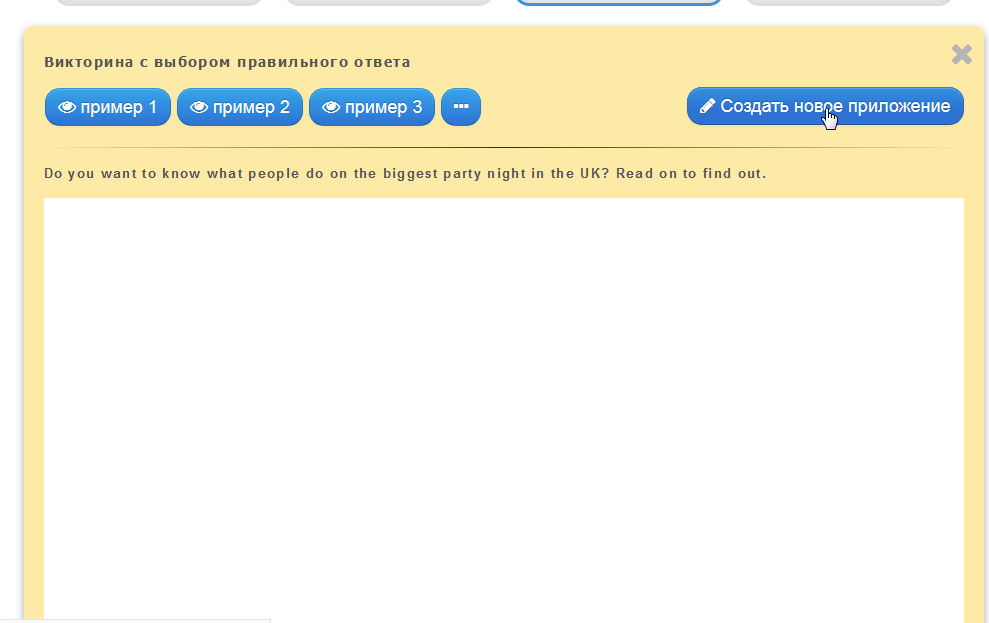 Викторина с выбором правильного ответа
пример 1 пример 2 пример 3 ... Создать новое приложение
Do you want to know what people do on the biggest party night in the UK? Read on to find out.